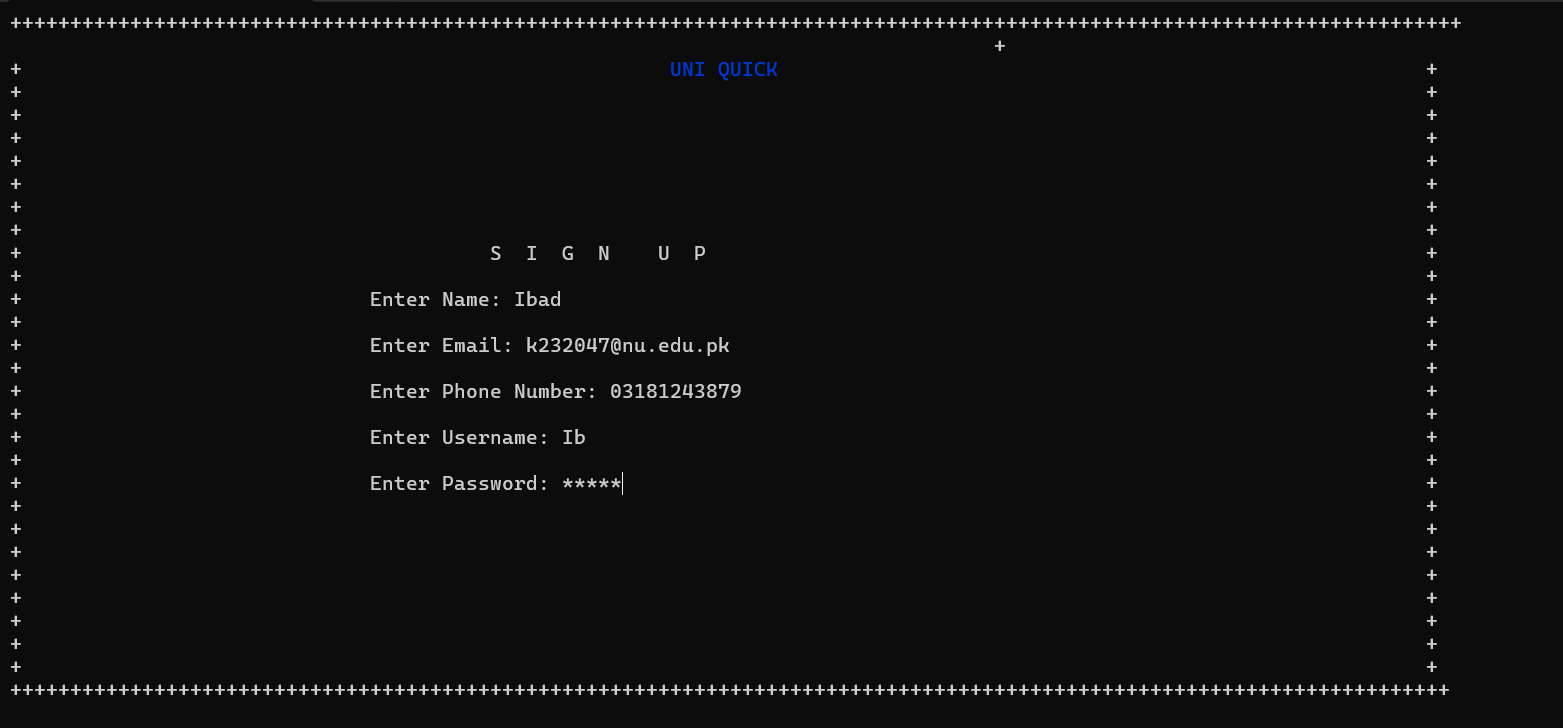 UNI QUICK
S I G N  U P
Enter Name: Ibad
Enter Email: k232047@nu.edu.pk
Enter Phone Number: 03181243879
Enter Username: Ib
Enter Password: *****